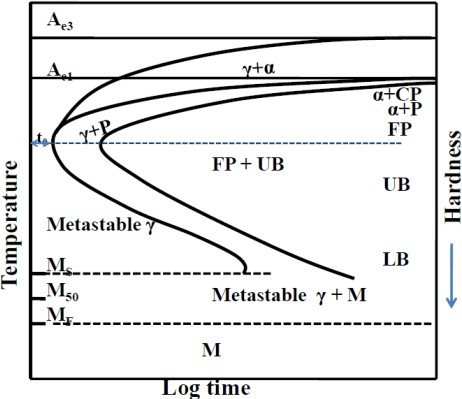 Ae3
Ae1
γ+α
α+CP
α+P
γ+P
FP
t
FP + UB
UB
Metastable γ
LB
MS
M50
Metastable γ + M
MF
M
Temperature
Hardness
Log time